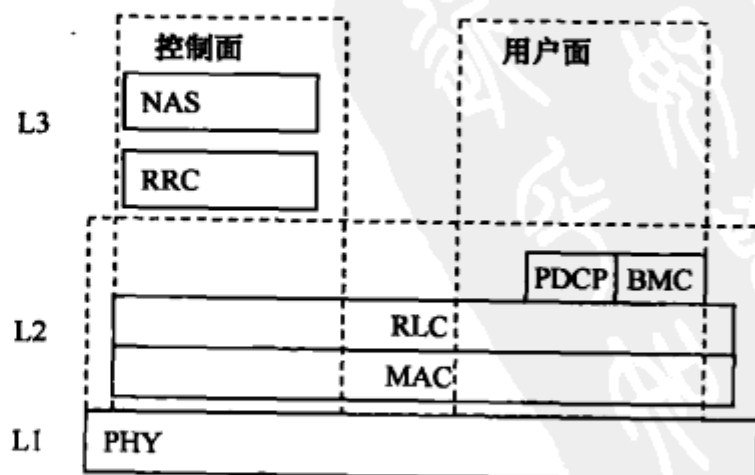 控制面
用户面
NAS
L3
RRC
PDCP
BMC
L2
RLC
MAC
L1
PHY